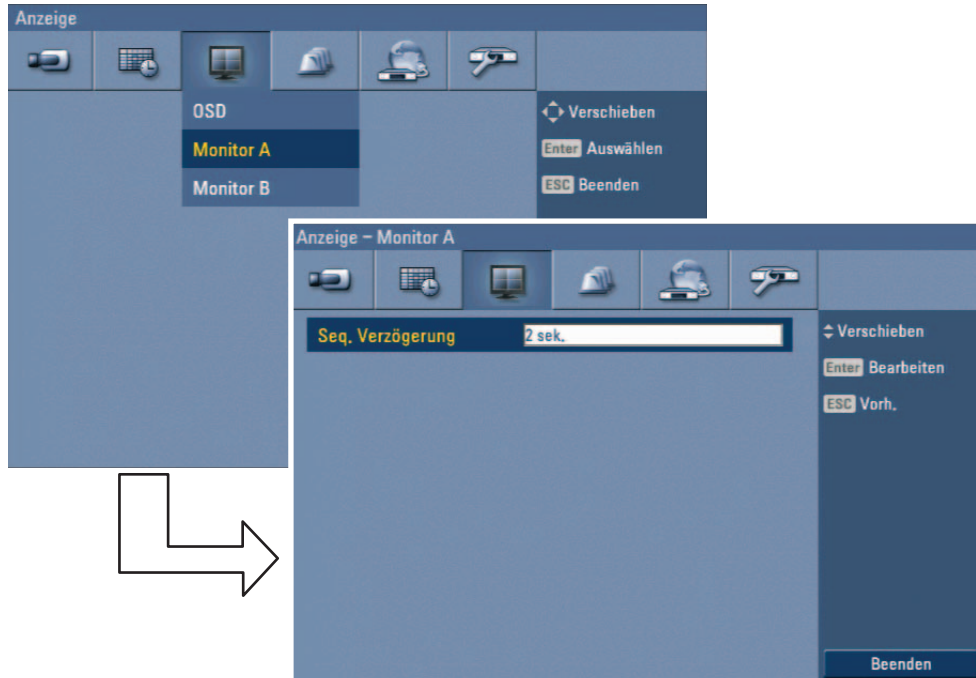 Anzeige
OSD
Monitor A
Monitor B
Verschieben
Enter Auswählen
ESC Beenden
Anzeige – Monitor A
Seq. Verzögerung 2 sek.
Verschieben
Enter Bearbeiten
ESC Vorh.
Beenden